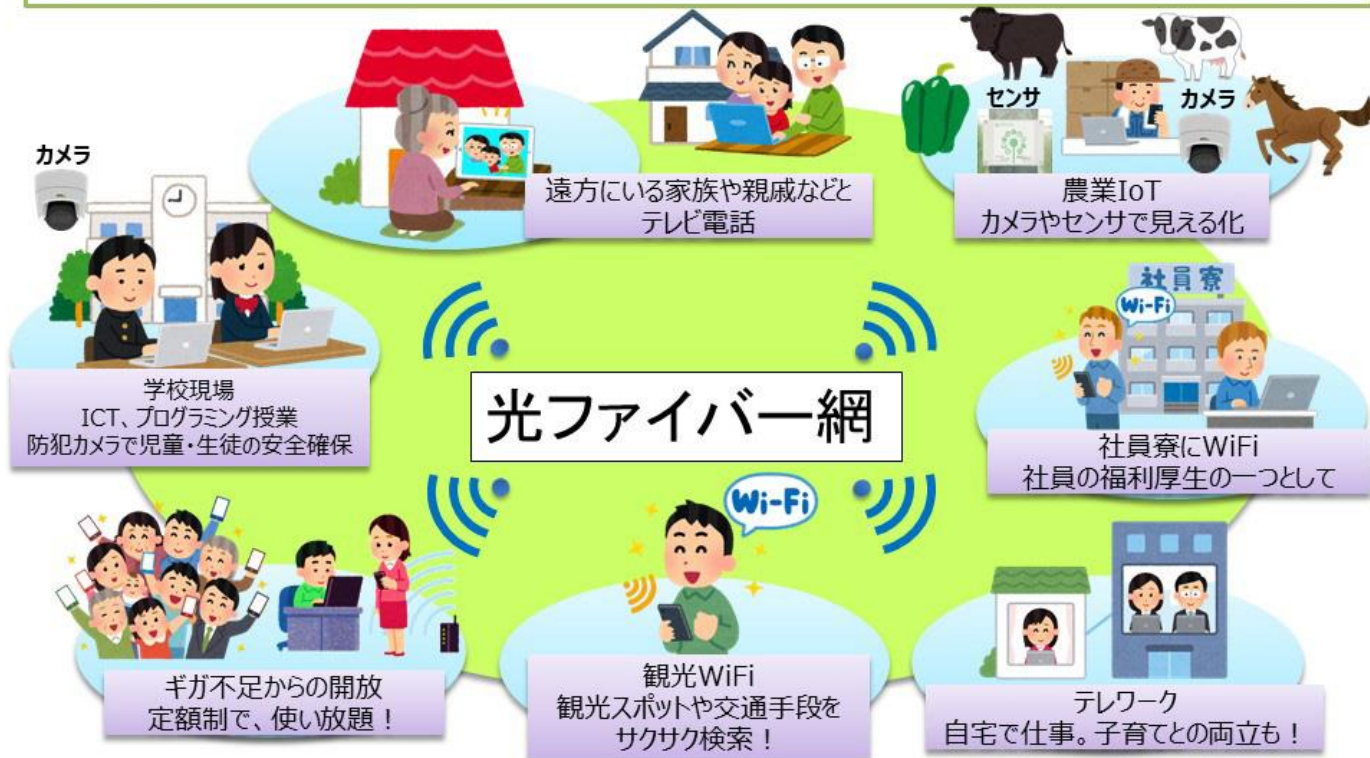 遠方にいる家族や親戚などと
テレビ電話
センサ
カメラ
農業IoT
カメラやセンサで見える化
カメラ
学校現場
ICT、プログラミング授業
防犯カメラで児童・生徒の安全確保
光ファイバー網
社員寮
Wi-Fi
社員寮にWiFi
社員の福利厚生の一つとして
ギガ不足からの開放
定額制で、使い放題！
Wi-Fi
観光WiFi
観光スポットや交通手段を
サクサク検索！
テレワーク
自宅で仕事。子育てとの両立も！